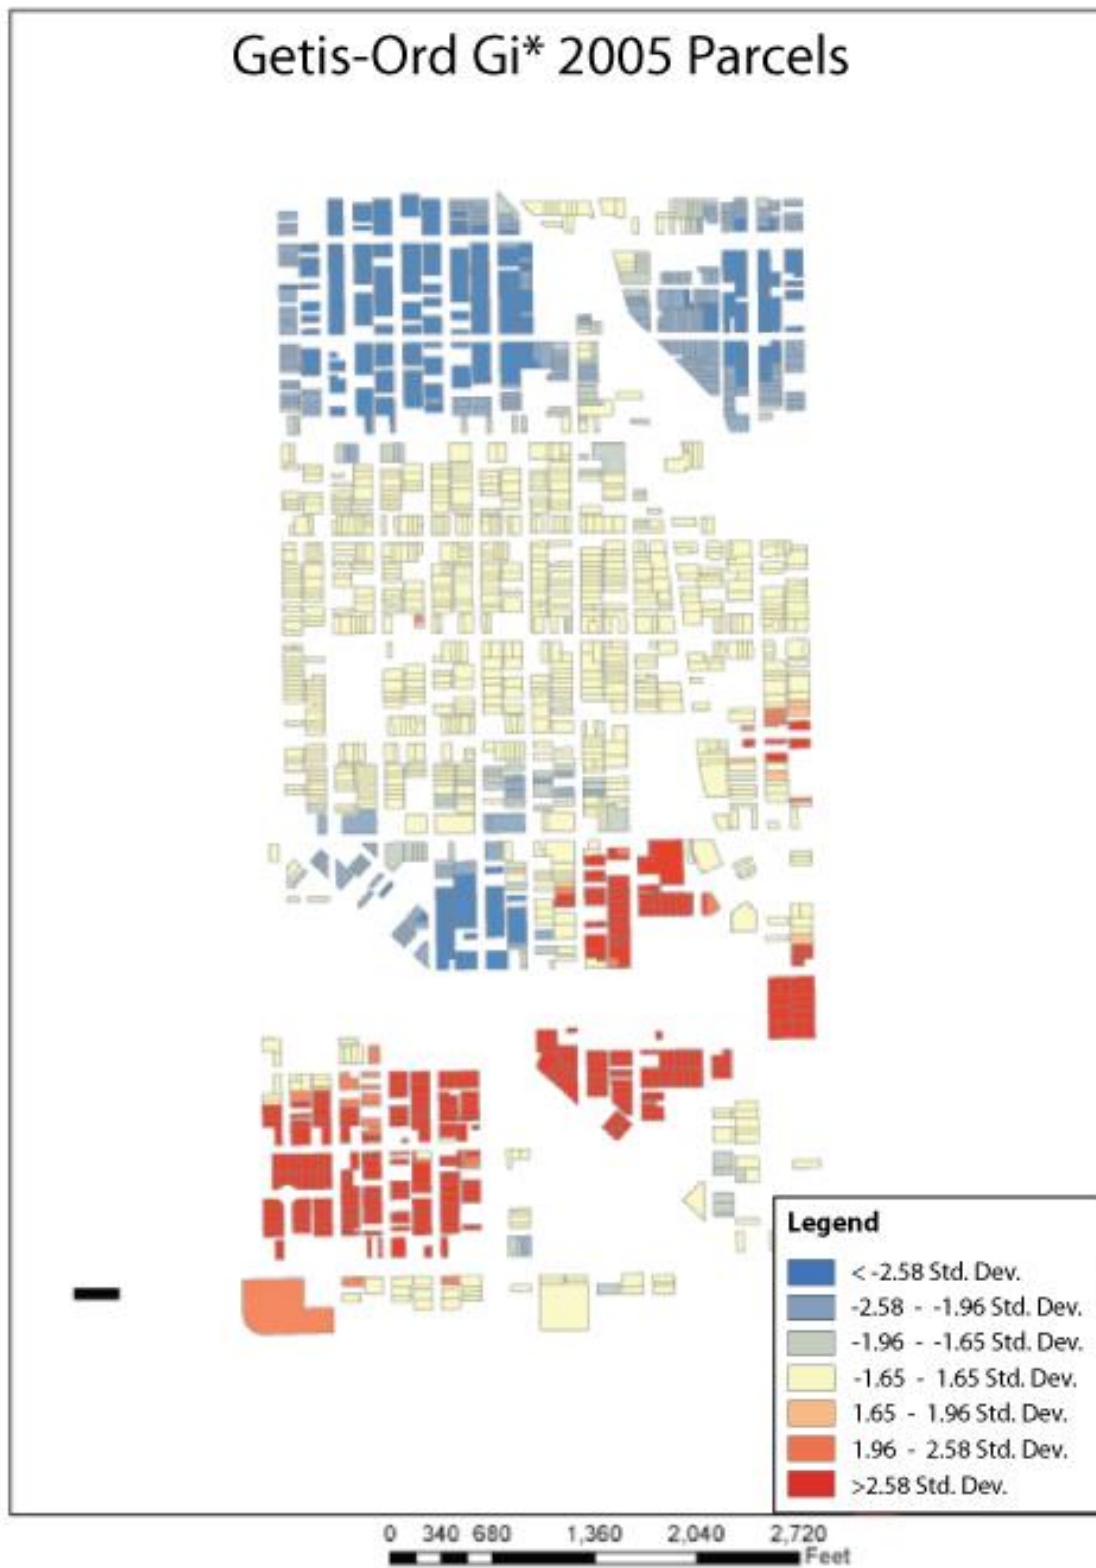 Getis-Ord Gi* 2005 Parcels
Legend
< -2.58 Std. Dev.
-2.58 - -1.96 Std. Dev.
-1.96 - -1.65 Std. Dev.
-1.65 - 1.65 Std. Dev.
1.65 - 1.96 Std. Dev.
1.96 - 2.58 Std. Dev.
>2.58 Std. Dev.
0 340 680 1,360 2,040 2,720
Feet